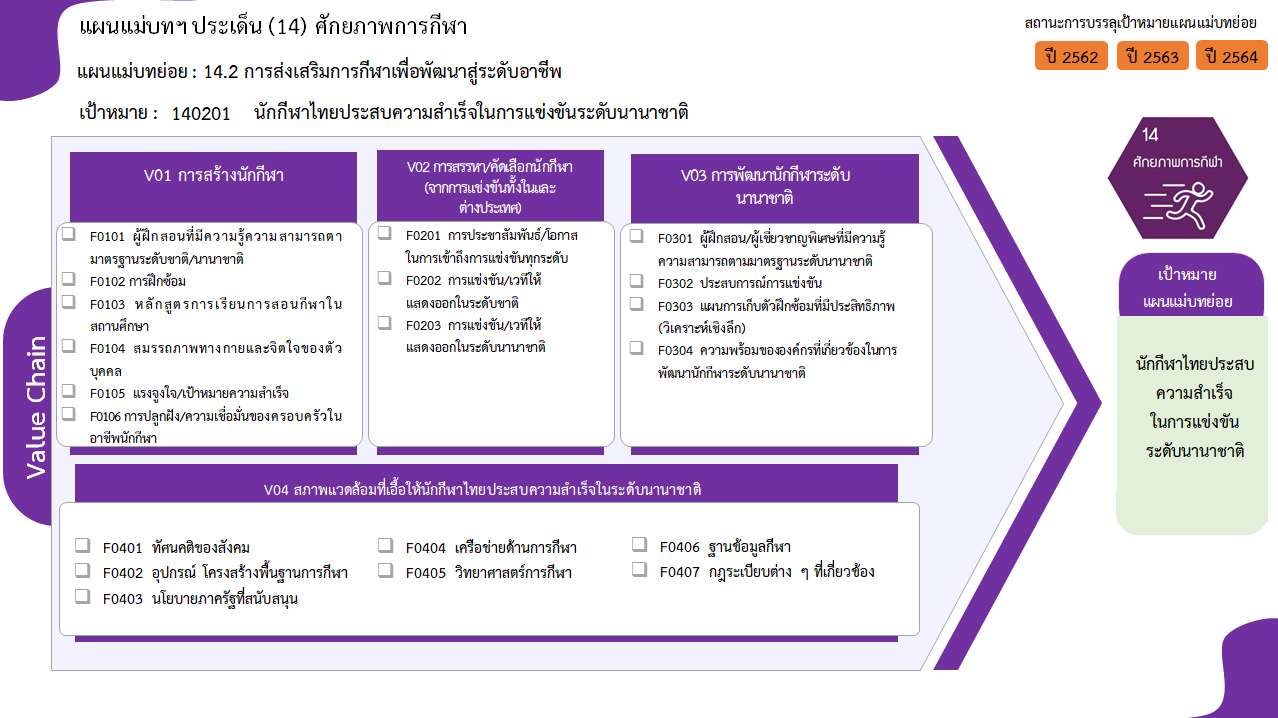 แผนแม่บทฯ ประเด็น (14) ศักยภาพการกีฬา
แผนแม่บทย่อย : 14.2 การส่งเสริมการกีฬาเพื่อพัฒนาสู่ระดับอาชีพ
เป้าหมาย : 140201 นักกีฬาไทยประสบความสำเร็จในการแข่งขันระดับนานาชาติ
สถานะการบรรลุเป้าหมายแผนแม่บทย่อย
ปี 2562 ปี 2563 ปี 2564
Value Chain
V01 การสร้างนักกีฬา
F0101 ผู้ฝึกสอนที่มีความรู้ความสามารถตา
มาตรฐานระดับชาติ/นานาชาติ
F0102 การฝึกซ้อม
F0103 หลักสูตรการเรียนการสอนกีฬาใน
สถานศึกษา
F0104 สมรรถภาพทางกายและจิตใจของตัว
บุคคล
F0105 แรงจูงใจ/เป้าหมายความสำเร็จ
F0106 การปลูกฝัง/ความเชื่อมั่นของครอบครัวใน
อาชีพนักกีฬา
V02 การสรรหา/คัดเลือกนักกีฬา
(จากการแข่งขันทั้งในและ
ต่างประเทศ)
F0201 การประชาสัมพันธ์/โอกาส
ในการเข้าถึงการแข่งขันทุกระดับ
F0202 การแข่งขัน/เวทีให้
แสดงออกในระดับชาติ
F0203 การแข่งขัน/เวทีให้
แสดงออกในระดับนานาชาติ
V03 การพัฒนานักกีฬาระดับ
นานาชาติ
F0301 ผู้ฝึกสอน/ผู้เชี่ยวชาญพิเศษที่มีความรู้
ความสามารถตามมาตรฐานระดับนานาชาติ
F0302 ประสบการณ์การแข่งขัน
F0303 แผนการเก็บตัวฝึกซ้อมที่มีประสิทธิภาพ
(วิเคราะห์เชิงลึก)
F0304 ความพร้อมขององค์กรที่เกี่ยวข้องในการ
พัฒนานักกีฬาระดับนานาชาติ
V04 สภาพแวดล้อมที่เอื้อให้นักกีฬาไทยประสบความสำเร็จในระดับนานาชาติ
F0401 ทัศนคติของสังคม
F0402 อุปกรณ์ โครงสร้างพื้นฐานการกีฬา
F0403 นโยบายภาครัฐที่สนับสนุน
F0404 เครือข่ายด้านการกีฬา
F0405 วิทยาศาสตร์การกีฬา
F0406 ฐานข้อมูลกีฬา
F0407 กฎระเบียบต่าง ๆ ที่เกี่ยวข้อง
14
ศักยภาพการกีฬา
เป้าหมาย
แผนแม่บทย่อย
นักกีฬาไทยประสบ
ความสำเร็จ
ในการแข่งขัน
ระดับนานาชาติ